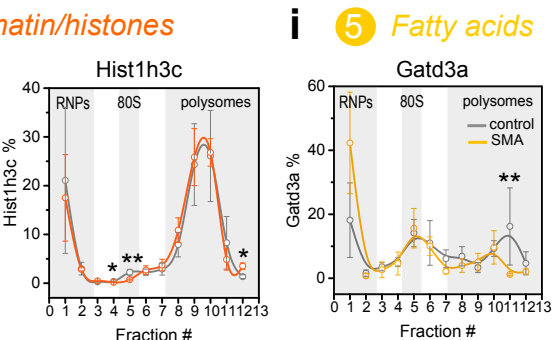 natin/histones
i
5 Fatty acids
Hist1h3c
RNPs 80S polysomes
Hist1h3c %
40
30
20
10
0
* ** *
0 1 2 3 4 5 6 7 8 9 10 11 12 13
Fraction #
Gatd3a
RNPs 80S polysomes
control
SMA
Gatd3a %
60
40
20
0
**
0 1 2 3 4 5 6 7 8 9 10 11 12 13
Fraction #